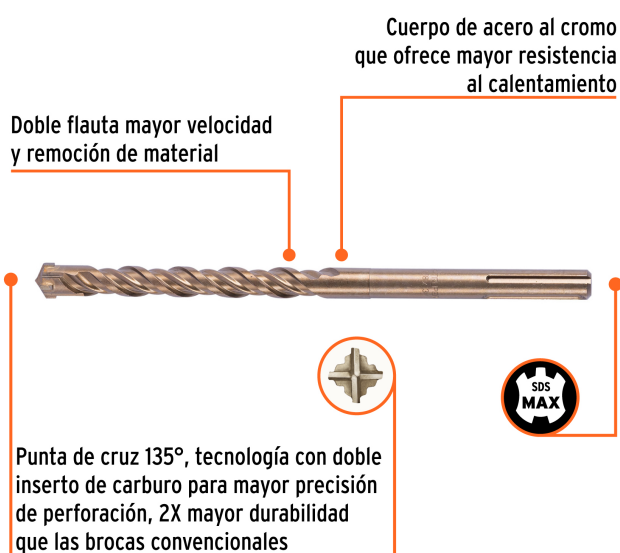 Cuerpo de acero al cromo
que ofrece mayor resistencia
al calentamiento
Doble flauta mayor velocidad
y remoción de material
SDS
MAX
Punta de cruz 135°, tecnología con doble
inserto de carburo para mayor precisión
de perforación, 2X mayor durabilidad
que las brocas convencionales